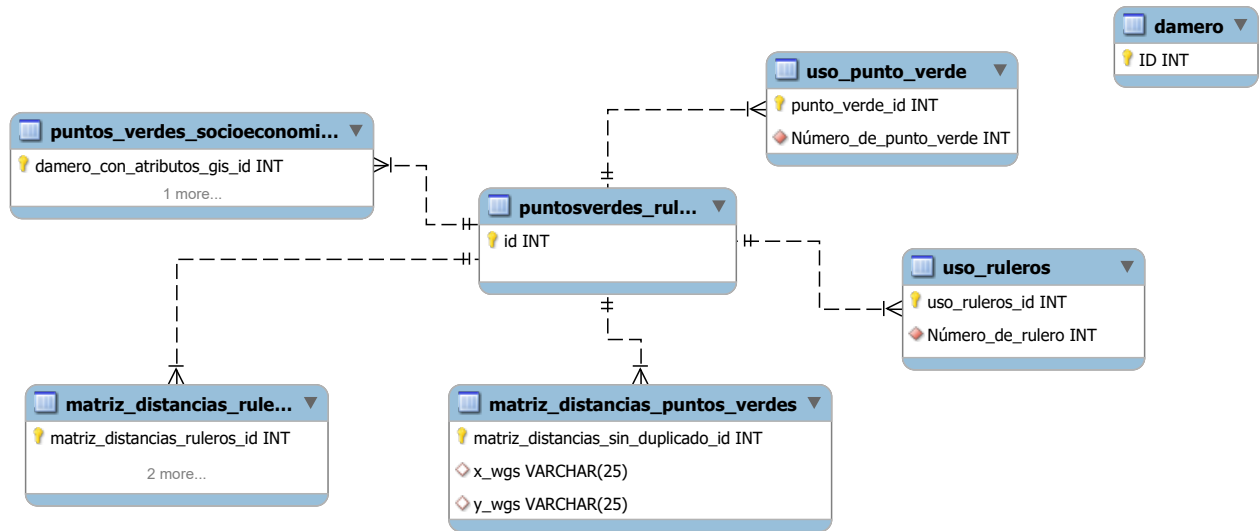 damero
ID INT
uso_punto_verde
punto_verde_id INT
Número_de_punto_verde INT
puntos_verdes_socioeconomi...
damero_con_atributos_gis_id INT
1 more...
puntosverdes_rul...
id INT
uso_ruleros
uso_ruleros_id INT
Número_de_rulero INT
matriz_distancias_rule...
matriz_distancias_ruleros_id INT
2 more...
matriz_distancias_puntos_verdes
matriz_distancias_sin_duplicado_id INT
x_wgs VARCHAR(25)
y_wgs VARCHAR(25)